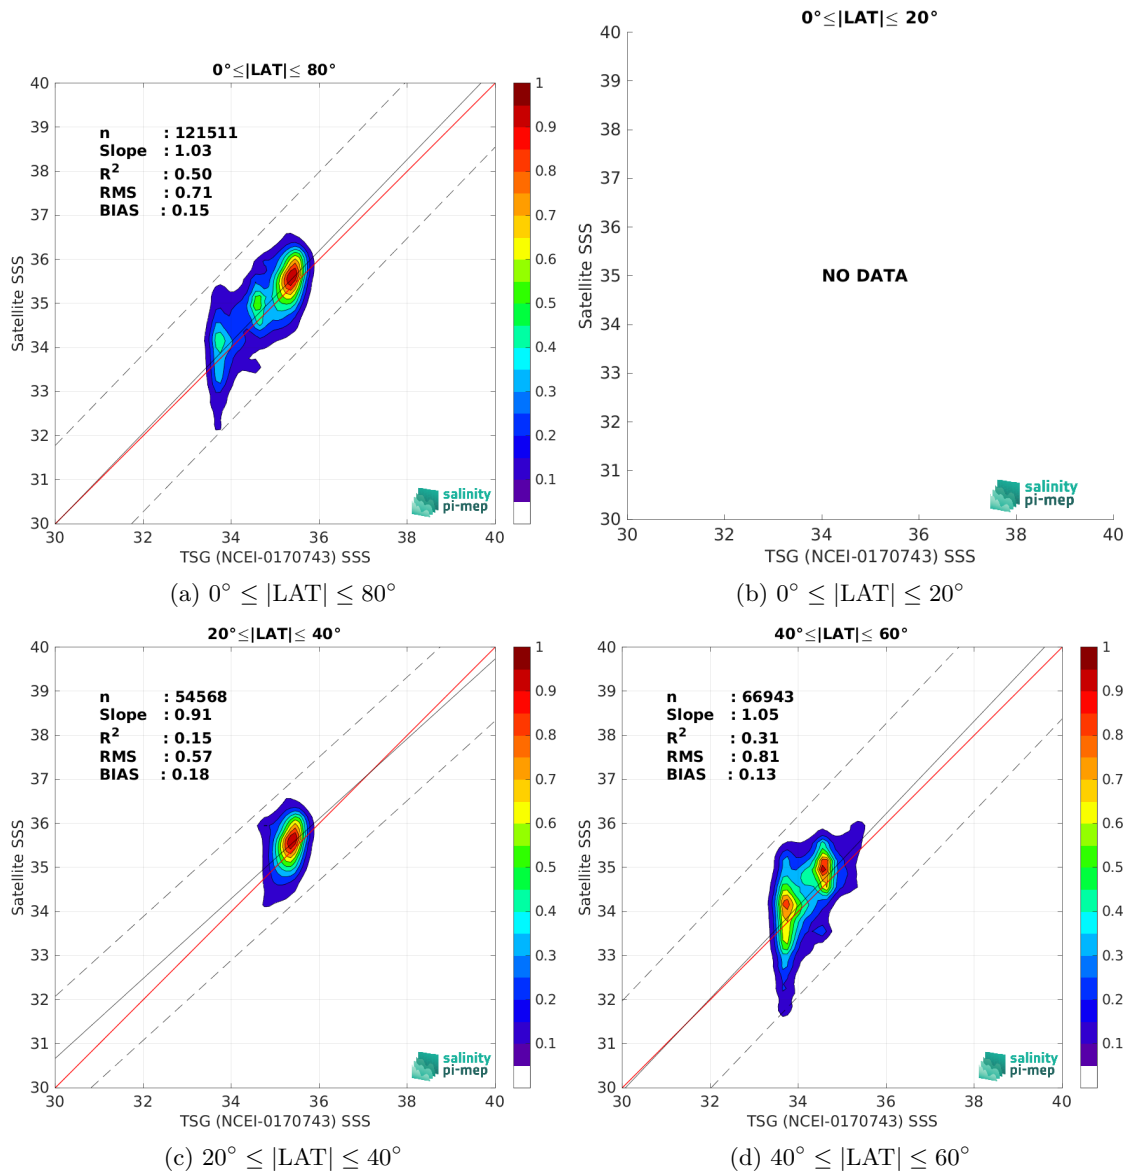 0°≤|LAT|≤ 80°
40
39
38
37
36
35
34
33
32
31
30
Satellite SSS
n : 121511
Slope : 1.03
R² : 0.50
RMS : 0.71
BIAS : 0.15
salinity
pi-mep
30 32 34 36 38 40
TSG (NCEI-0170743) SSS
1
0.9
0.8
0.7
0.6
0.5
0.4
0.3
0.2
0.1
(a) 0° ≤ |LAT| ≤ 80°
0°≤|LAT|≤ 20°
40
39
38
37
36
35
34
33
32
31
30
Satellite SSS
NO DATA
salinity
pi-mep
30 32 34 36 38 40
TSG (NCEI-0170743) SSS
(b) 0° ≤ |LAT| ≤ 20°
20°≤|LAT|≤ 40°
40
39
38
37
36
35
34
33
32
31
30
Satellite SSS
n : 54568
Slope : 0.91
R² : 0.15
RMS : 0.57
BIAS : 0.18
salinity
pi-mep
30 32 34 36 38 40
TSG (NCEI-0170743) SSS
1
0.9
0.8
0.7
0.6
0.5
0.4
0.3
0.2
0.1
(c) 20° ≤ |LAT| ≤ 40°
40°≤|LAT|≤ 60°
40
39
38
37
36
35
34
33
32
31
30
Satellite SSS
n : 66943
Slope : 1.05
R² : 0.31
RMS : 0.81
BIAS : 0.13
salinity
pi-mep
30 32 34 36 38 40
TSG (NCEI-0170743) SSS
1
0.9
0.8
0.7
0.6
0.5
0.4
0.3
0.2
0.1
(d) 40° ≤ |LAT| ≤ 60°